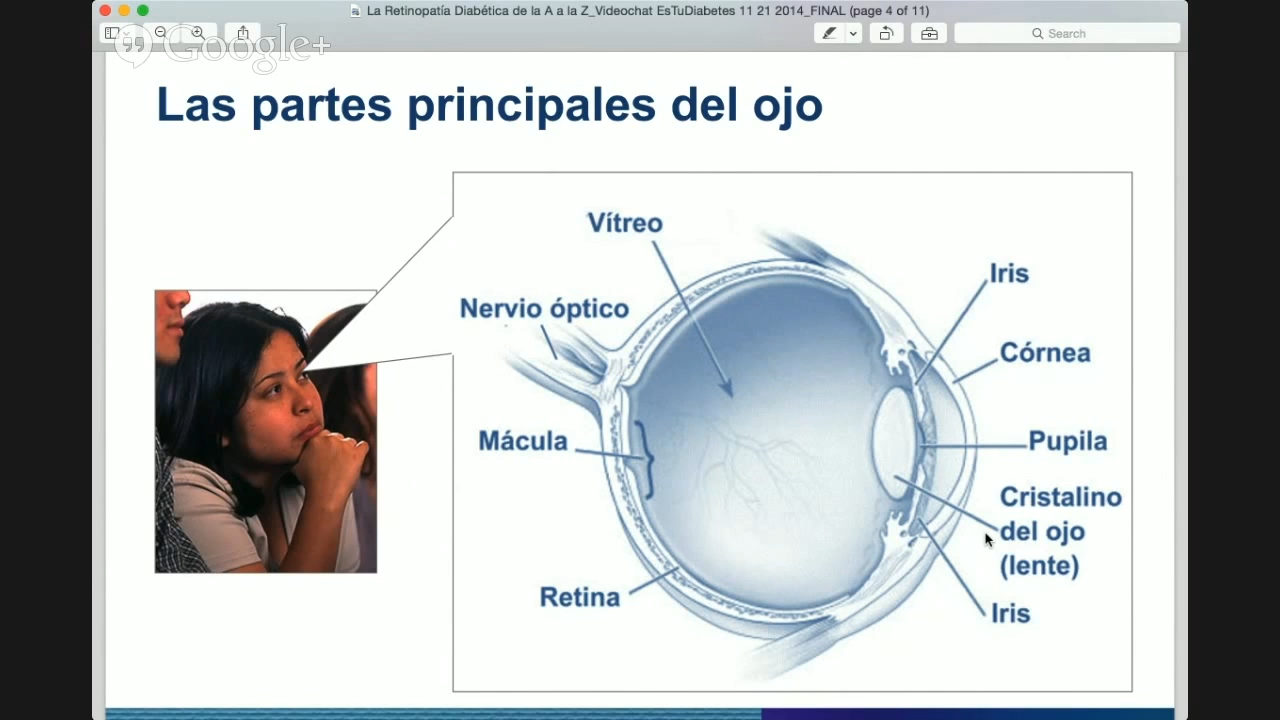 La Retinopatía Diabética de la A a la Z_Videochat EsTuDiabetes 11 21 2014_FINAL (page 4 of 11)
Google+
Search
Las partes principales del ojo
Vítreo
Iris
Nervio óptico
Córnea
Mácula
Pupila
Cristalino
del ojo
(lente)
Retina
Iris